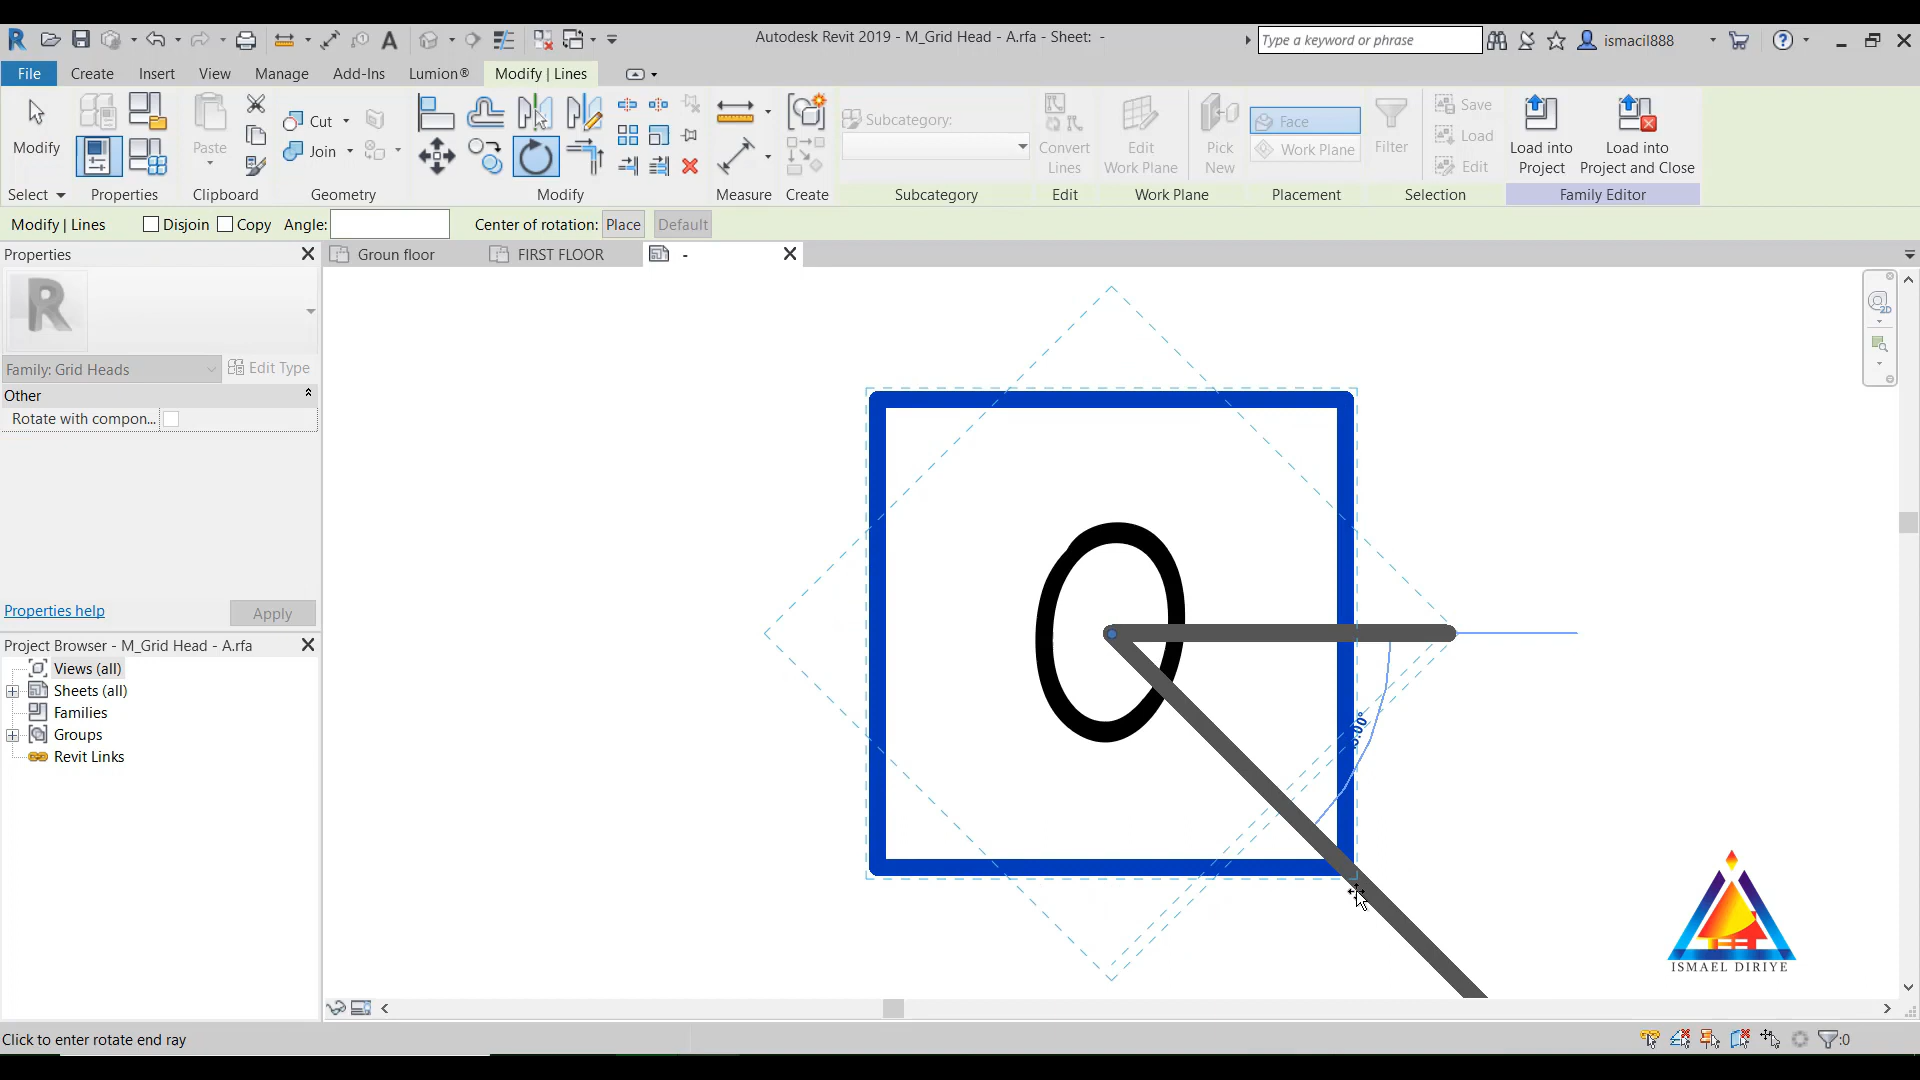 Autodesk Revit 2019 - M_Grid Head - A.rfa - Sheet: -
Type a keyword or phrase
ismacil888
File Create Insert View Manage Add-Ins Lumion® Modify | Lines
Modify
Paste
Cut
Join
Subcategory:
Convert Lines
Edit Work Plane
Pick New
Face
Work Plane
Filter
Save
Load
Edit
Load into Project
Load into Project and Close
Select Properties Clipboard Geometry Modify Measure Create Subcategory Edit Work Plane Placement Selection Family Editor
Modify | Lines Disjoin Copy Angle: Center of rotation: Place Default
Properties
Groun floor FIRST FLOOR -
Family: Grid Heads
Edit Type
Other
Rotate with compon...
Properties help
Apply
Project Browser - M_Grid Head - A.rfa
Views (all)
Sheets (all)
Families
Groups
Revit Links
0
ISMAEL DIRIYE
Click to enter rotate end ray
:0